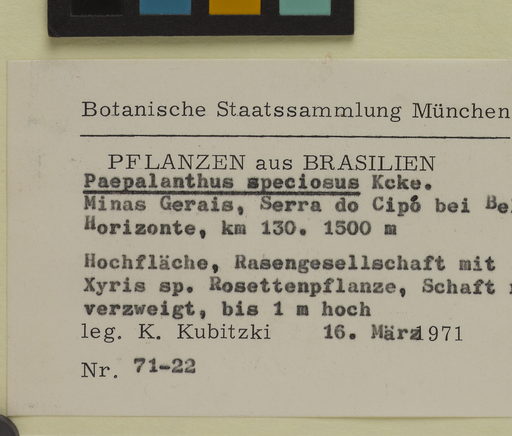 Botanische Staatssammlung München
PFLANZEN aus BRASILIEN
Paepalanthus speciosus Kcke.
Minas Gerais, Serra do Cipó bei
Horizonte, km 130. 1500 m
Hochfläche, Rasengesellschaft mit
Xyris sp. Rosettenpflanze, Schaft
verzweigt, bis 1 m hoch
leg. K. Kubitzki 16. März 1971
Nr. 71-22